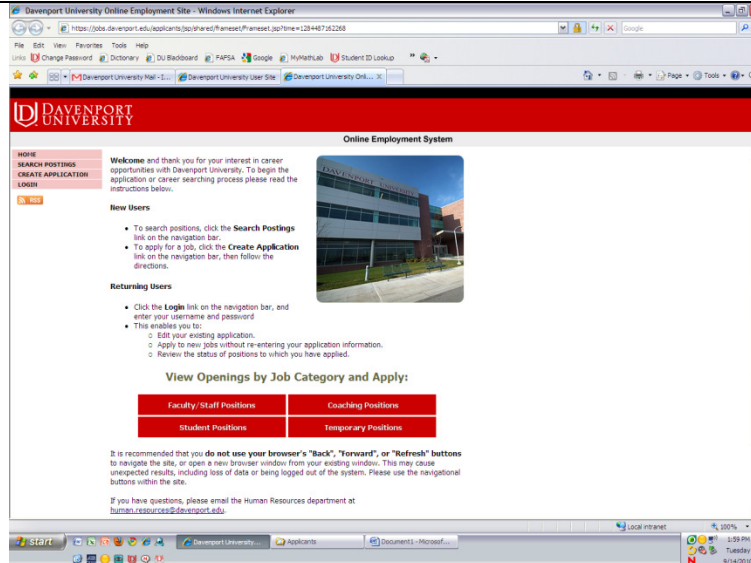 Davenport University Online Employment Site - Windows Internet Explorer
https://jobs.davenport.edu/applicants/jsp/shared/frameset/Frameset.jsp?time=1284487162268
Google
File Edit View Favorites Tools Help
Links Change Password Dictionary DU Blackboard FAFSA Google MyMathLab Student ID Lookup
Davenport University Mail - I... Davenport University User Site Davenport University Onli... X
Page Tools
DAVENPORT
UNIVERSITY
Online Employment System
HOME
SEARCH POSTINGS
CREATE APPLICATION
LOGIN
RSS
Welcome and thank you for your interest in career
opportunities with Davenport University. To begin the
application or career searching process please read the
instructions below.
DAVENPORT UNIVERSITY
New Users
To search positions, click the Search Postings
link on the navigation bar.
To apply for a job, click the Create Application
link on the navigation bar, then follow the
directions.
Returning Users
Click the Login link on the navigation bar, and
enter your username and password
This enables you to:
Edit your existing application.
Apply to new jobs without re-entering your application information.
Review the status of positions to which you have applied.
View Openings by Job Category and Apply:
Faculty/Staff Positions Coaching Positions
Student Positions Temporary Positions
It is recommended that you do not use your browser's "Back", "Forward", or "Refresh" buttons
to navigate the site, or open a new browser window from your existing window. This may cause
unexpected results, including loss of data or being logged out of the system. Please use the navigational
buttons within the site.
If you have questions, please email the Human Resources department at
human.resources@davenport.edu.
Local intranet 100%
start Davenport University... Applicants Document1 - Microsof... 1:59 PM
Tuesday
9/14/2010